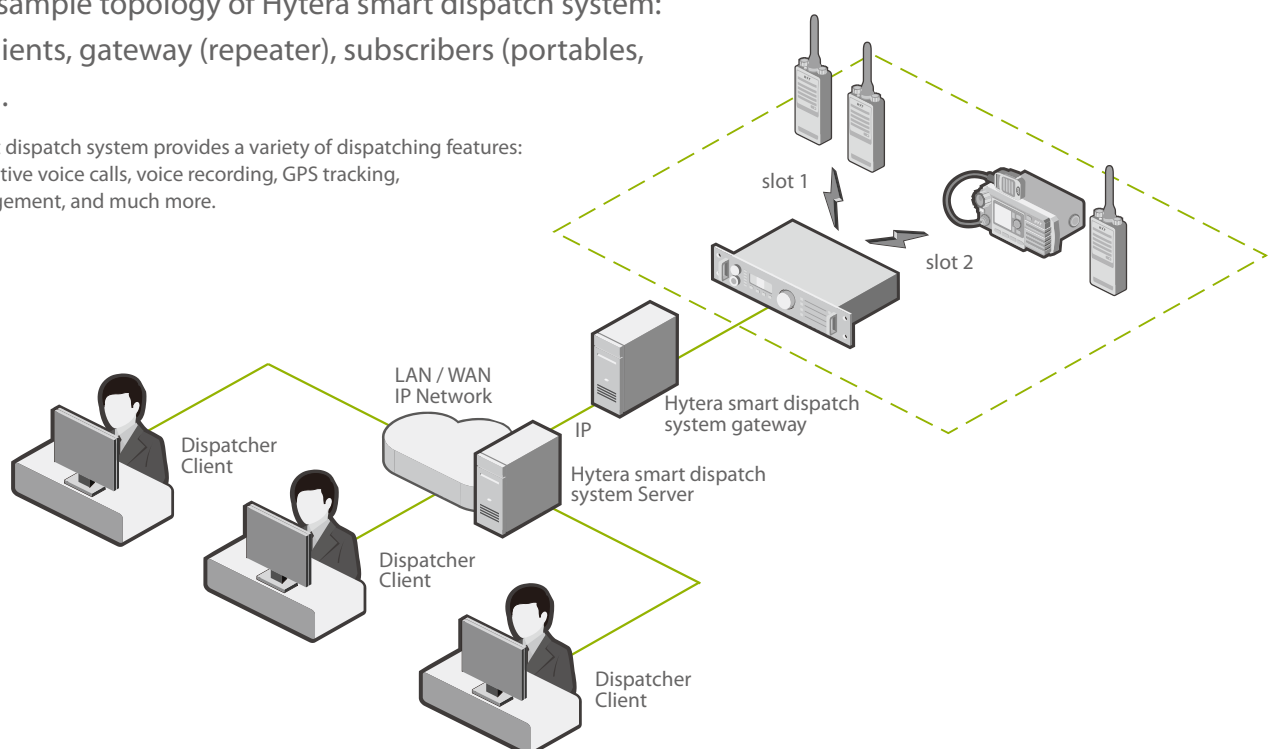 sample topology of Hytera smart dispatch system:
ients, gateway (repeater), subscribers (portables,
.
dispatch system provides a variety of dispatching features:
tive voice calls, voice recording, GPS tracking,
gement, and much more.
slot 1
slot 2
LAN / WAN
IP Network
IP
Hytera smart dispatch
system gateway
Hytera smart dispatch
system Server
Dispatcher
Client
Dispatcher
Client
Dispatcher
Client